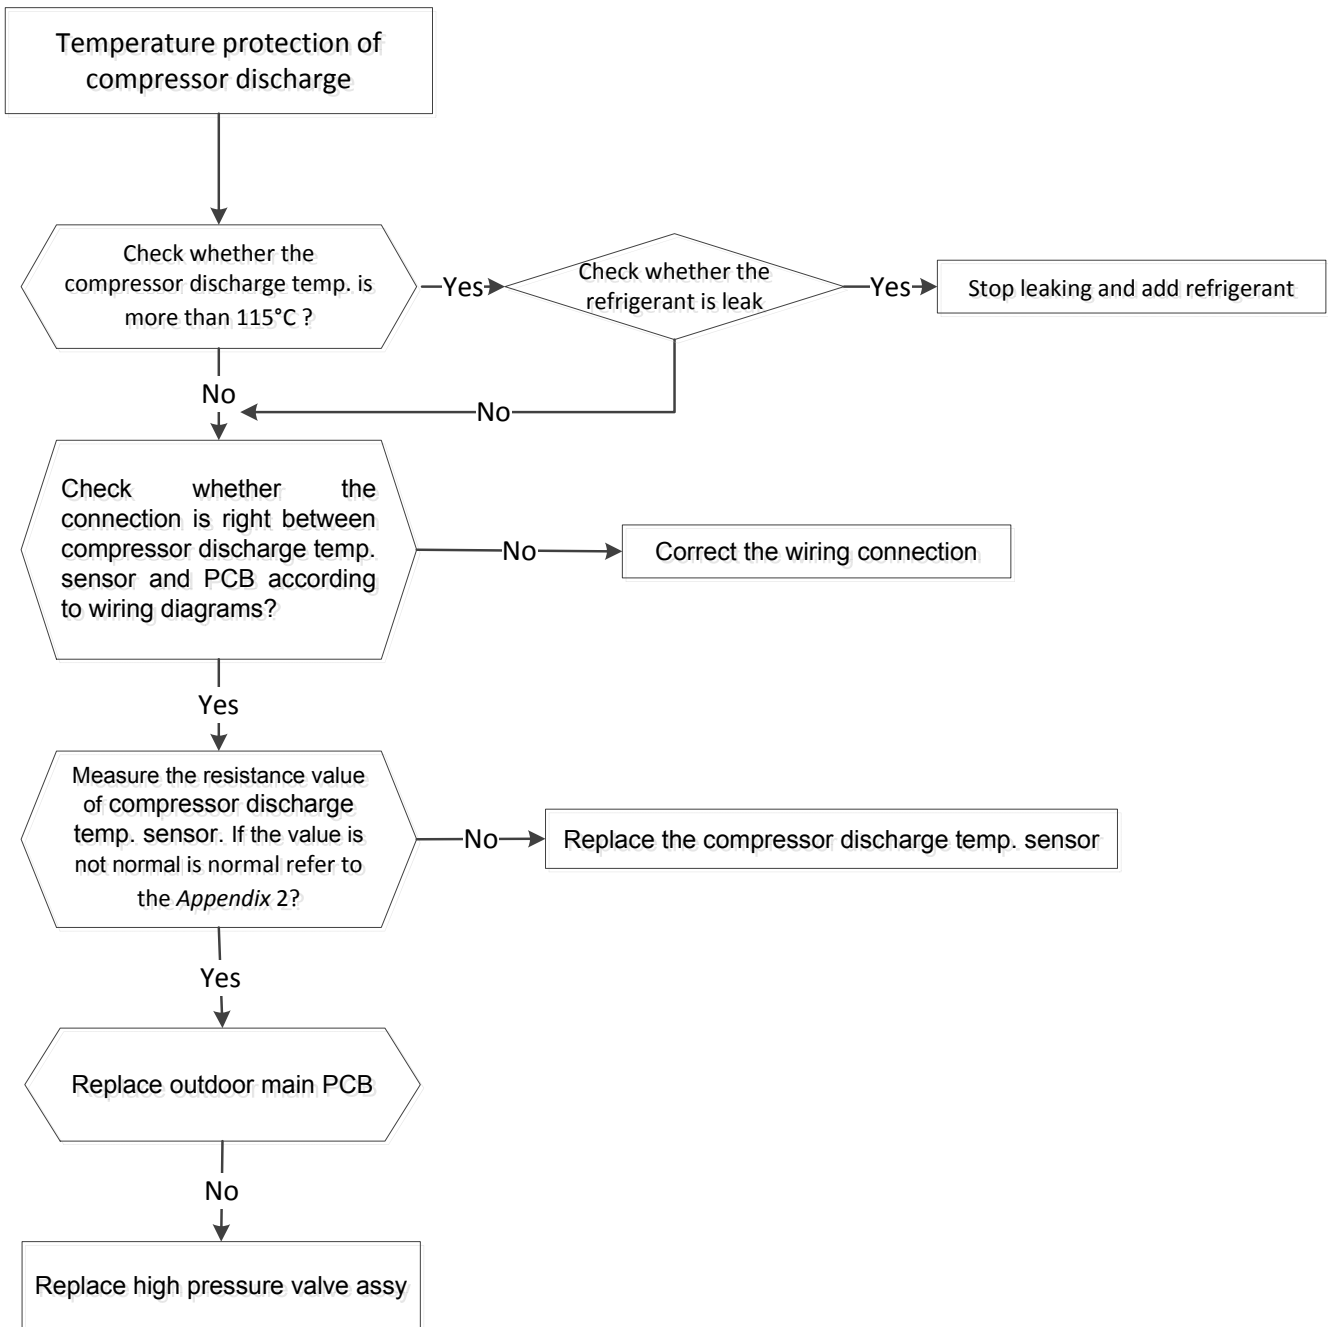 Temperature protection of
compressor discharge
Check whether the
compressor discharge temp. is
more than 115°C ?
Yes
Check whether the
refrigerant is leak
Yes
Stop leaking and add refrigerant
No
No
Check whether the
connection is right between
compressor discharge temp.
sensor and PCB according
to wiring diagrams?
No
Correct the wiring connection
Yes
Measure the resistance value
of compressor discharge
temp. sensor. If the value is
not normal is normal refer to
the Appendix 2?
No
Replace the compressor discharge temp. sensor
Yes
Replace outdoor main PCB
No
Replace high pressure valve assy